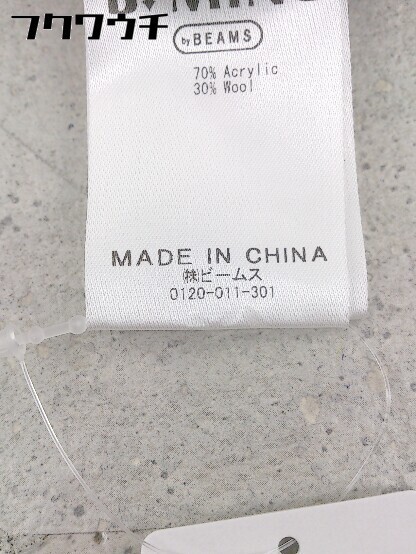 フクワウチ
B·MING
by BEAMS
70% Acrylic
30% Wool
MADE IN CHINA
㈱ビームス
0120-011-301